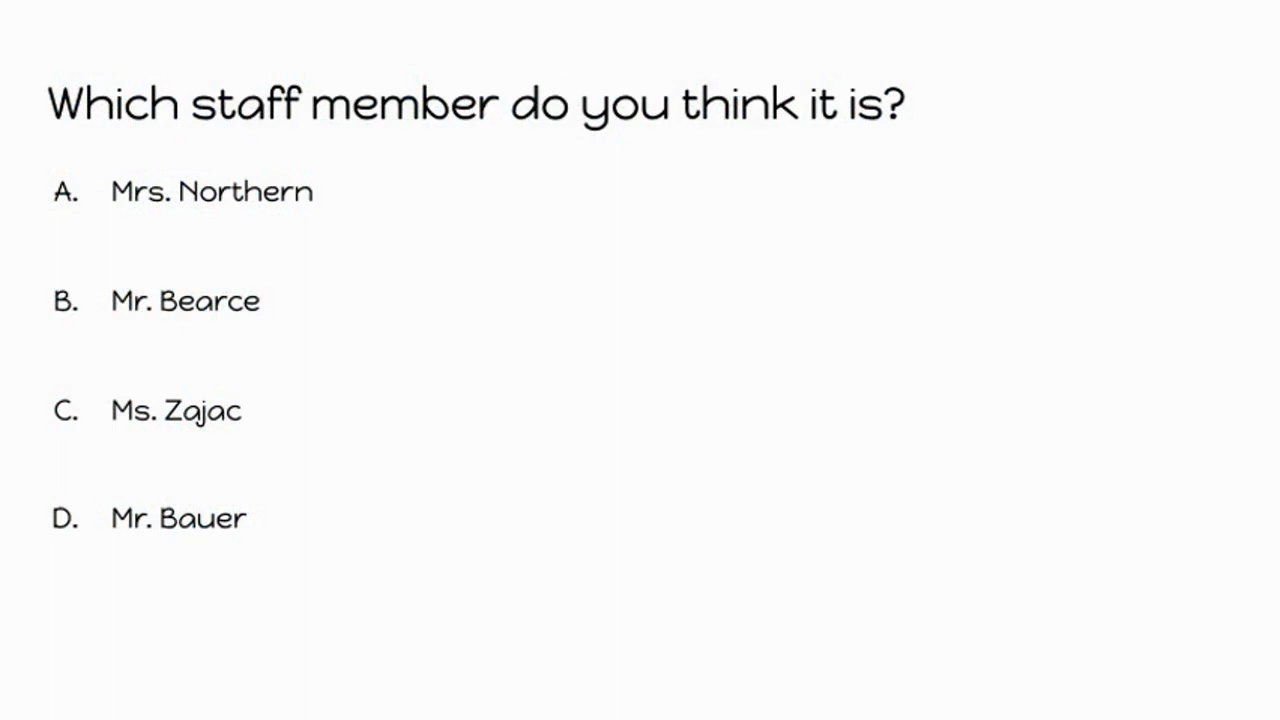 Which staff member do you think it is?
A. Mrs. Northern
B. Mr. Bearce
C. Ms. Zajac
D. Mr. Bauer